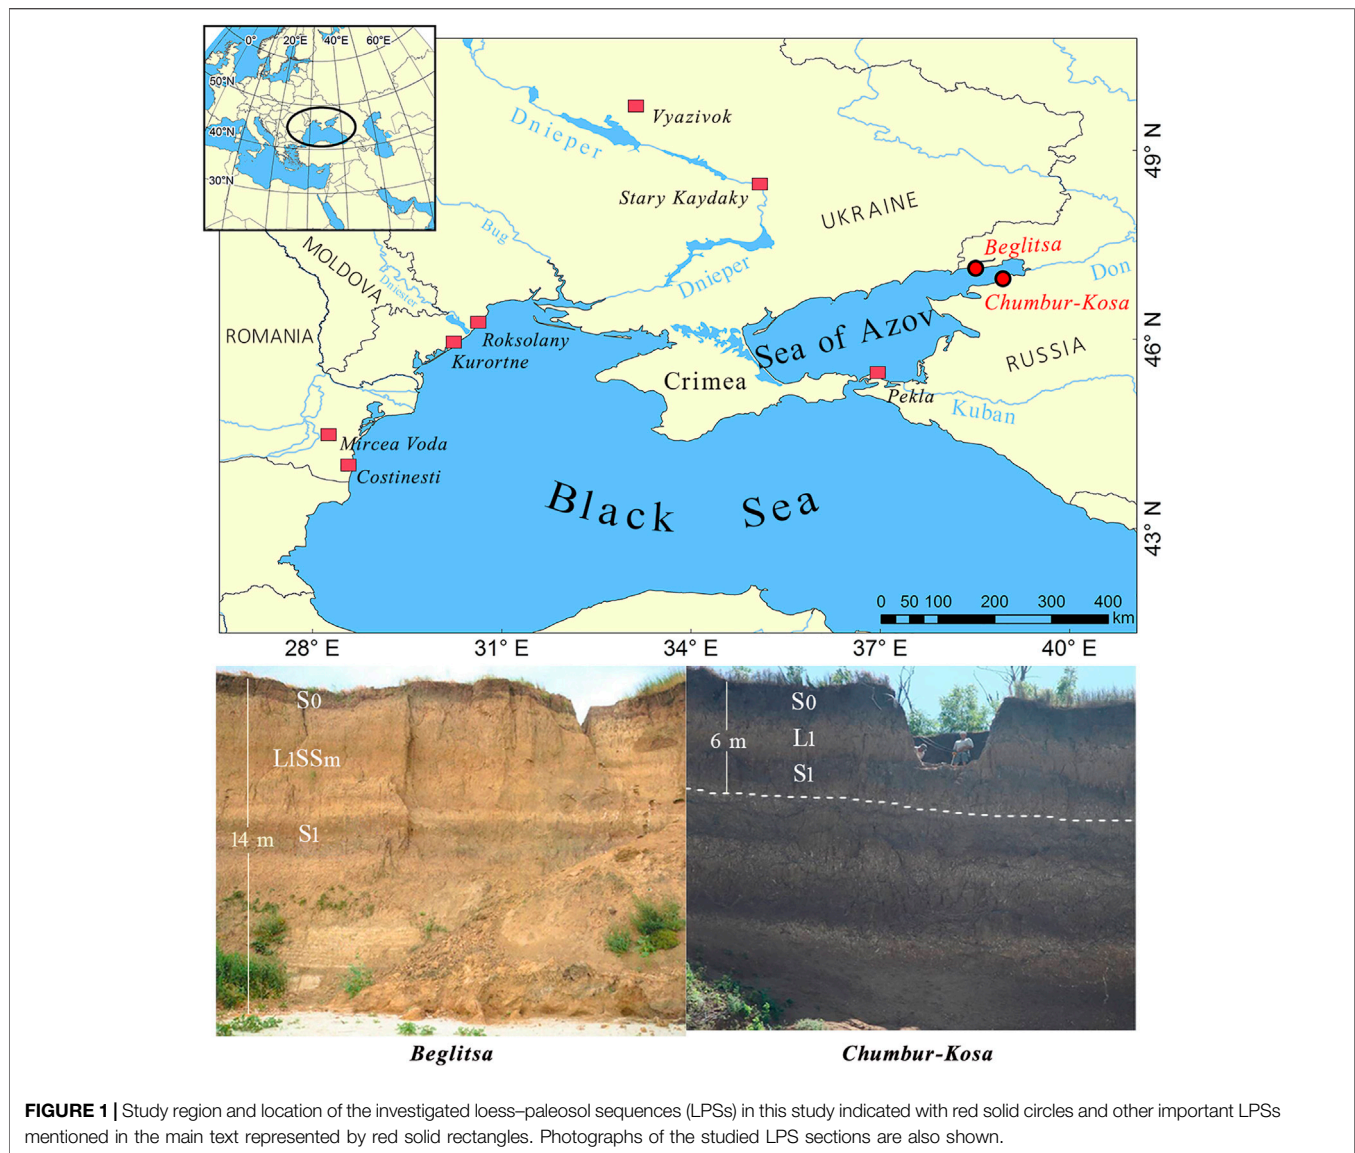 0° 20°E 40°E 60°E
50°N
40°N
30°N
49° N
46° N
43° N
Dnieper
Vyazivok
Stary Kaydaky
UKRAINE
Bug
MOLDOVA
Dniester
Dnieper
Beglitsa
Don
Chumbur-Kosa
ROMANIA
Roksolany
Kurortne
Sea of Azov
RUSSIA
Crimea
Pekla
Kuban
Mircea Voda
Costinesti
Black Sea
0 50 100 200 300 400
km
28° E 31° E 34° E 37° E 40° E
S0
L1SSm
S1
14 m
S0
6 m
L1
S1
Beglitsa
Chumbur-Kosa
FIGURE 1 | Study region and location of the investigated loess–paleosol sequences (LPSs) in this study indicated with red solid circles and other important LPSs
mentioned in the main text represented by red solid rectangles. Photographs of the studied LPS sections are also shown.